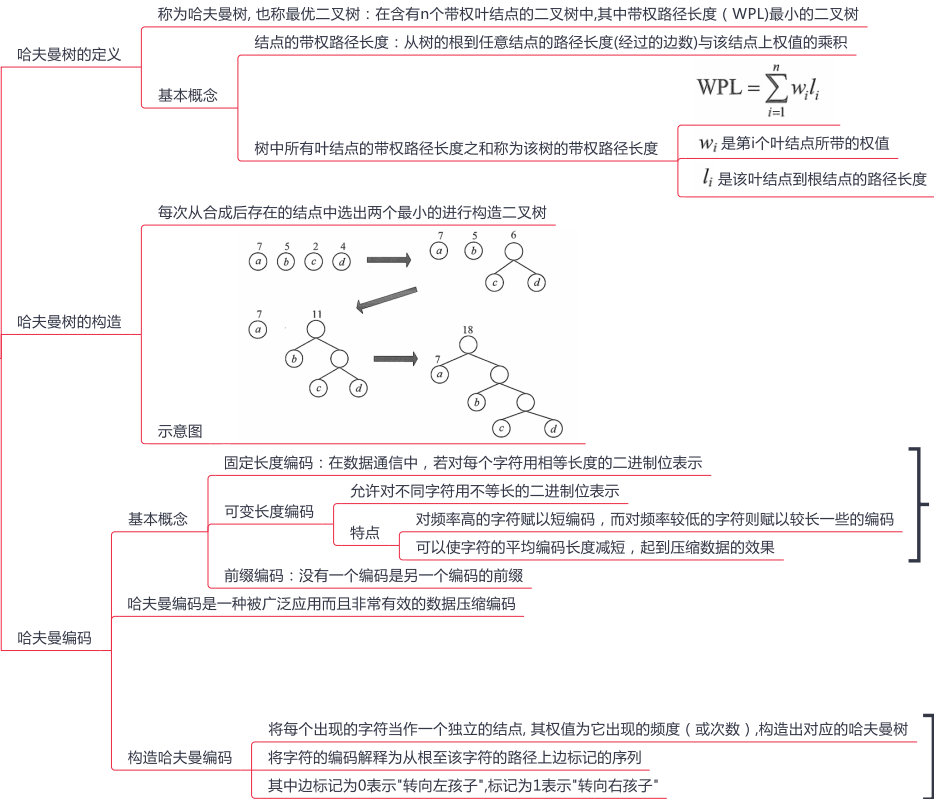 哈夫曼树的定义
称为哈夫曼树, 也称最优二叉树：在含有n个带权叶结点的二叉树中,其中带权路径长度（WPL)最小的二叉树
基本概念
结点的带权路径长度：从树的根到任意结点的路径长度(经过的边数)与该结点上权值的乘积
树中所有叶结点的带权路径长度之和称为该树的带权路径长度
WPL = ∑ᵢ₌₁ⁿ wᵢlᵢ
wᵢ 是第i个叶结点所带的权值
lᵢ 是该叶结点到根结点的路径长度
哈夫曼树的构造
每次从合成后存在的结点中选出两个最小的进行构造二叉树
示意图
7 5 2 4
a b c d
7 5 6
a b
c d
7 11
a
b
c d
18
7
a
b
c d
哈夫曼编码
基本概念
固定长度编码：在数据通信中，若对每个字符用相等长度的二进制位表示
可变长度编码
允许对不同字符用不等长的二进制位表示
特点
对频率高的字符赋以短编码，而对频率较低的字符则赋以较长一些的编码
可以使字符的平均编码长度减短，起到压缩数据的效果
前缀编码：没有一个编码是另一个编码的前缀
哈夫曼编码是一种被广泛应用而且非常有效的数据压缩编码
构造哈夫曼编码
将每个出现的字符当作一个独立的结点, 其权值为它出现的频度（或次数）,构造出对应的哈夫曼树
将字符的编码解释为从根至该字符的路径上边标记的序列
其中边标记为0表示"转向左孩子",标记为1表示"转向右孩子"